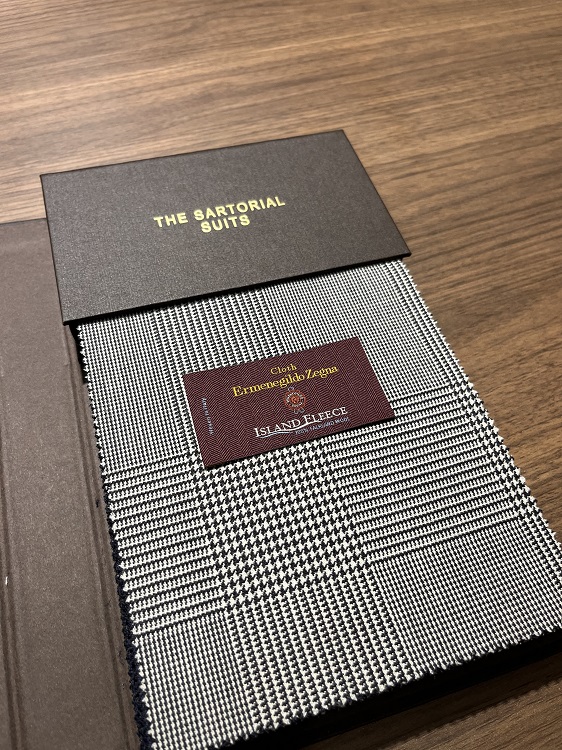 THE SARTORIAL
SUITS
Cloth
Ermenegildo Zegna
ISLAND FLEECE